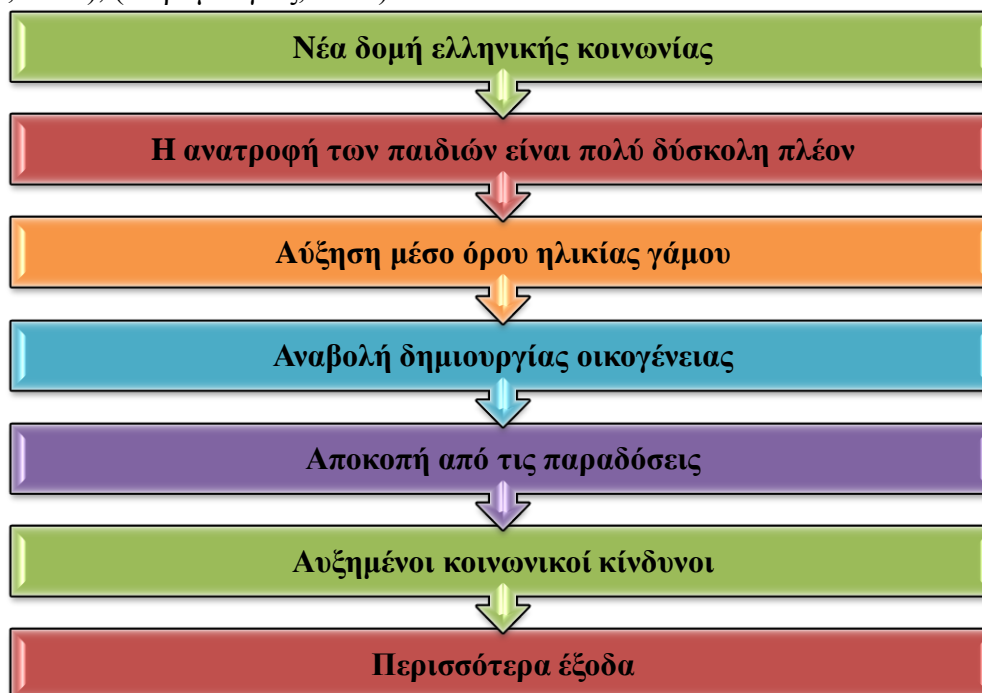 Νέα δομή ελληνικής κοινωνίας
Η ανατροφή των παιδιών είναι πολύ δύσκολη πλέον
Αύξηση μέσο όρου ηλικίας γάμου
Αναβολή δημιουργίας οικογένειας
Αποκοπή από τις παραδόσεις
Αυξημένοι κοινωνικοί κίνδυνοι
Περισσότερα έξοδα